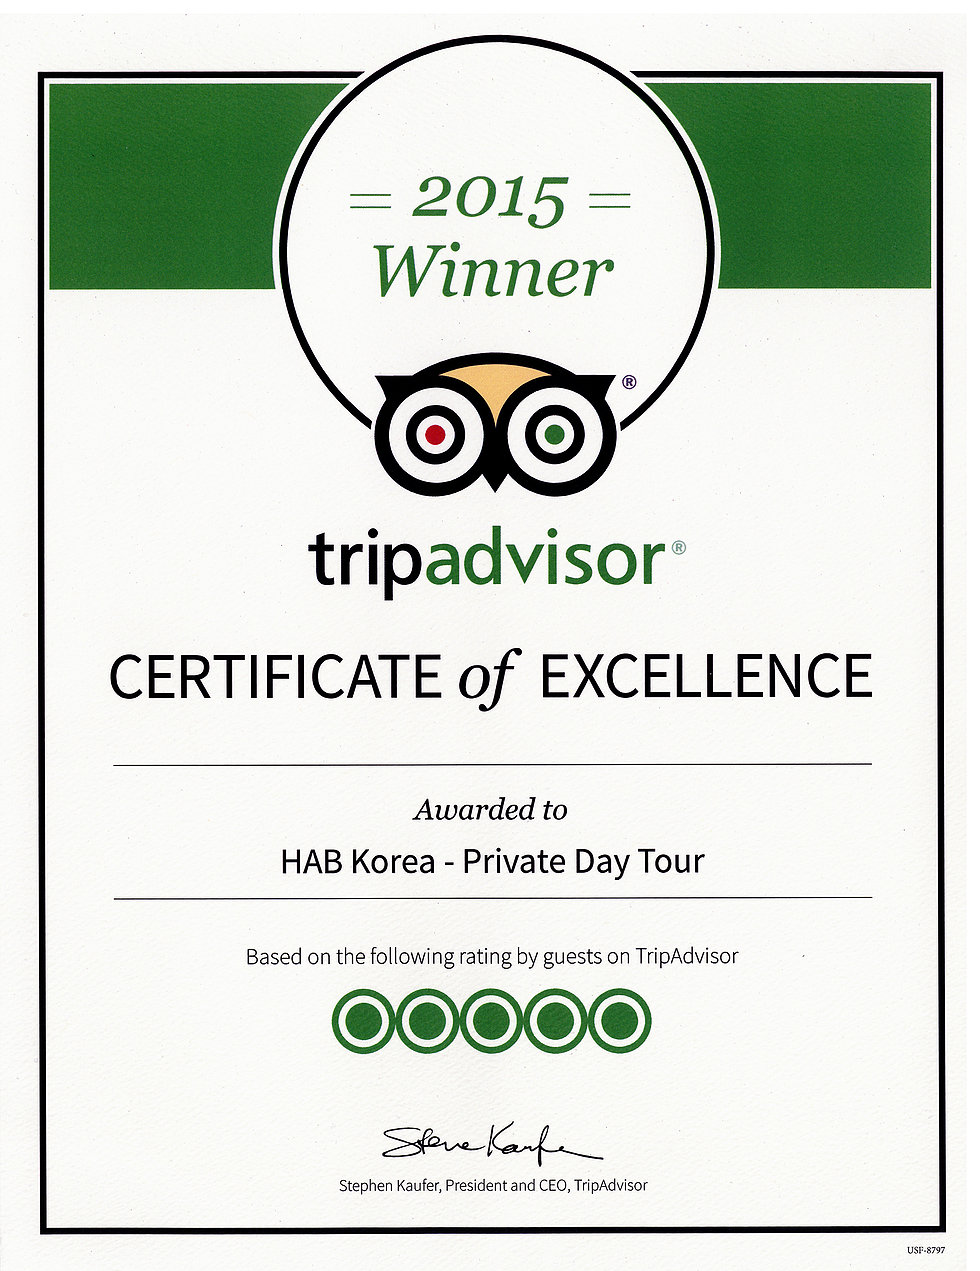 = 2015 =
Winner
®
tripadvisor®
CERTIFICATE of EXCELLENCE
Awarded to
HAB Korea - Private Day Tour
Based on the following rating by guests on TripAdvisor
Steve Kaufer
Stephen Kaufer, President and CEO, TripAdvisor
USF-8797